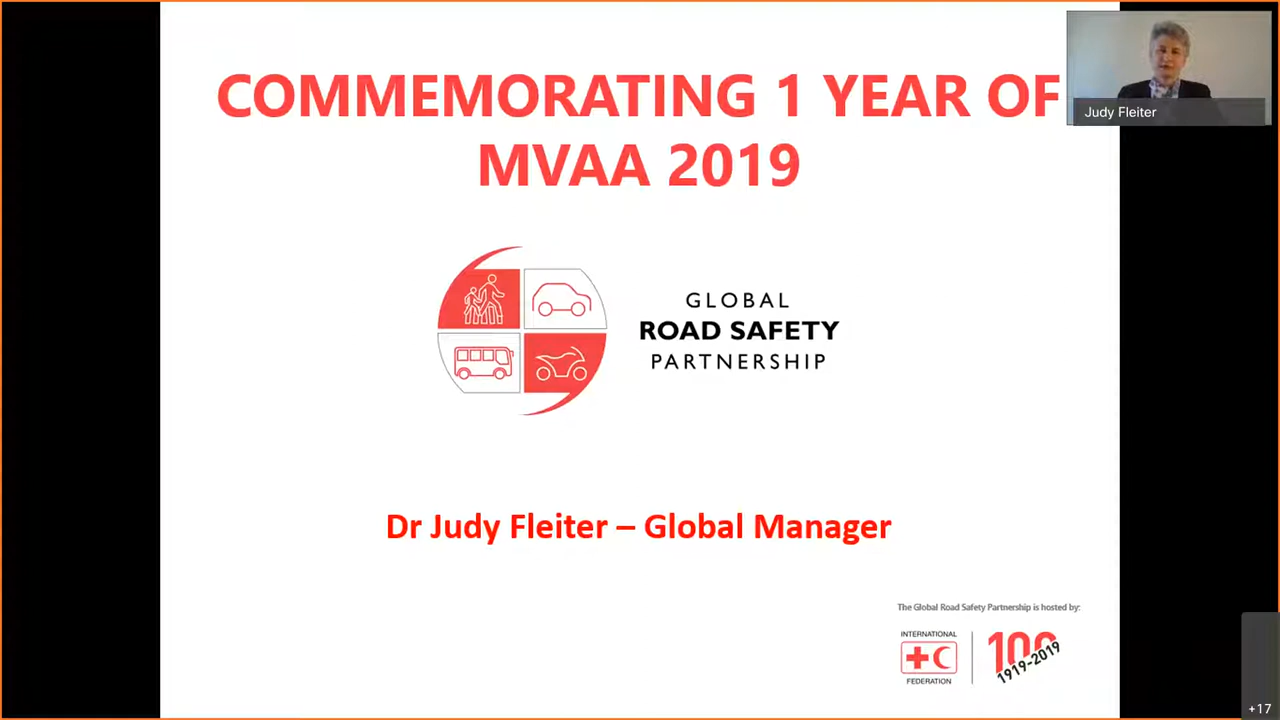 COMMEMORATING 1 YEAR OF
MVAA 2019
Judy Fleiter
GLOBAL
ROAD SAFETY
PARTNERSHIP
Dr Judy Fleiter – Global Manager
The Global Road Safety Partnership is hosted by:
INTERNATIONAL
FEDERATION
100
1919-2019
+17